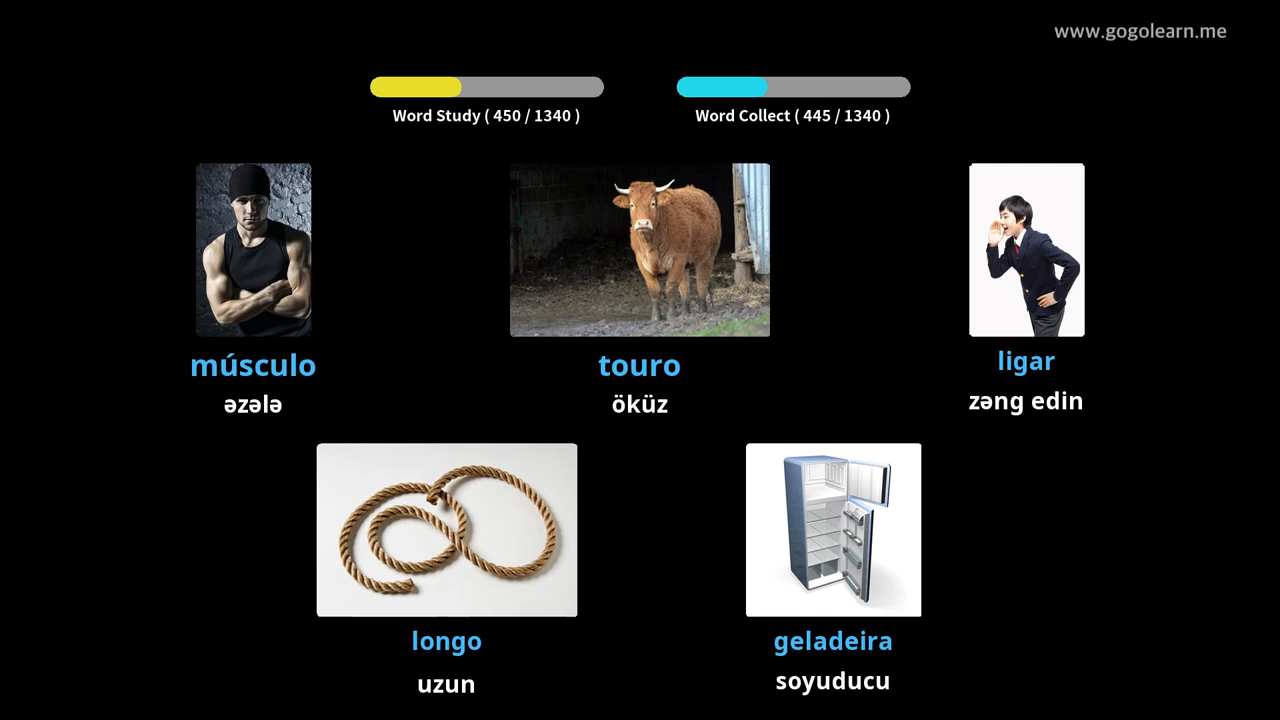 www.gogolearn.me
Word Study ( 450 / 1340 )
Word Collect ( 445 / 1340 )
músculo
touro
ligar
əzələ
öküz
zəng edin
longo
geladeira
uzun
soyuducu